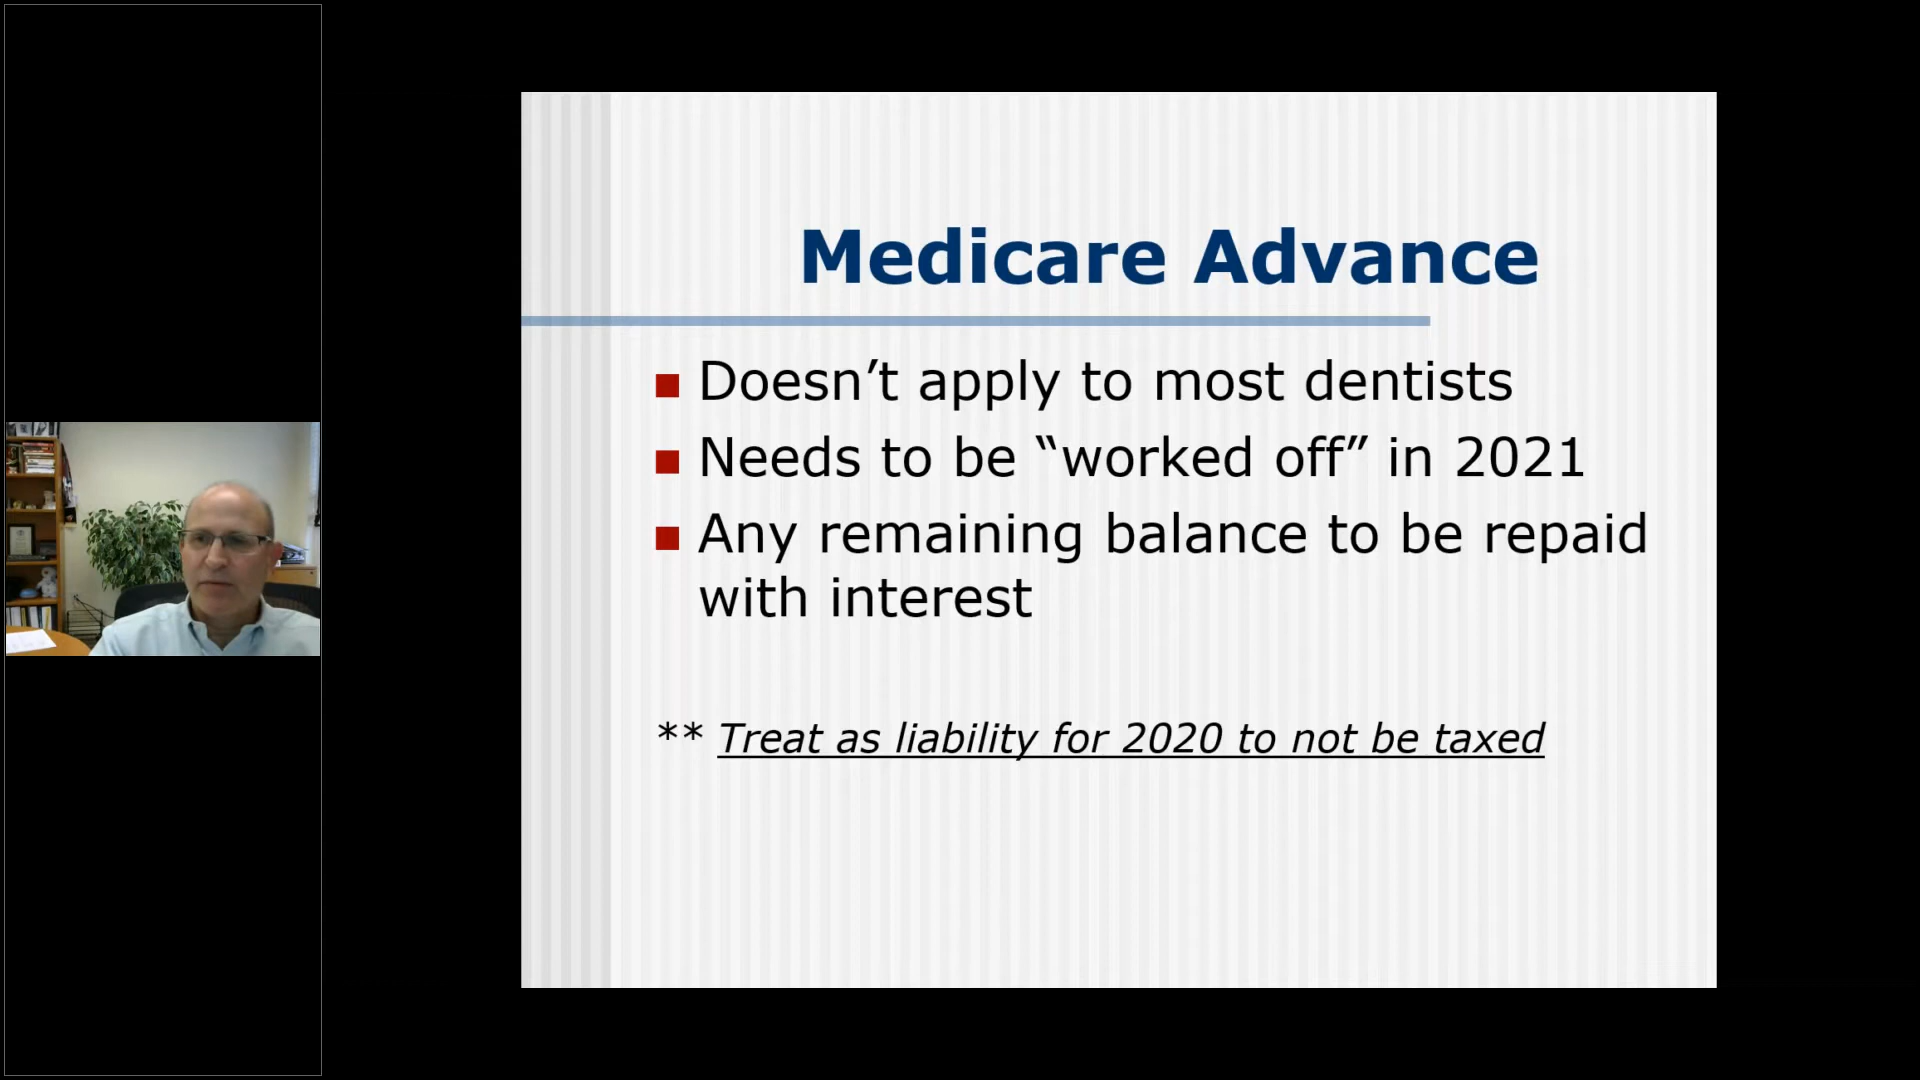 Medicare Advance
Doesn’t apply to most dentists
Needs to be “worked off” in 2021
Any remaining balance to be repaid
with interest
** Treat as liability for 2020 to not be taxed